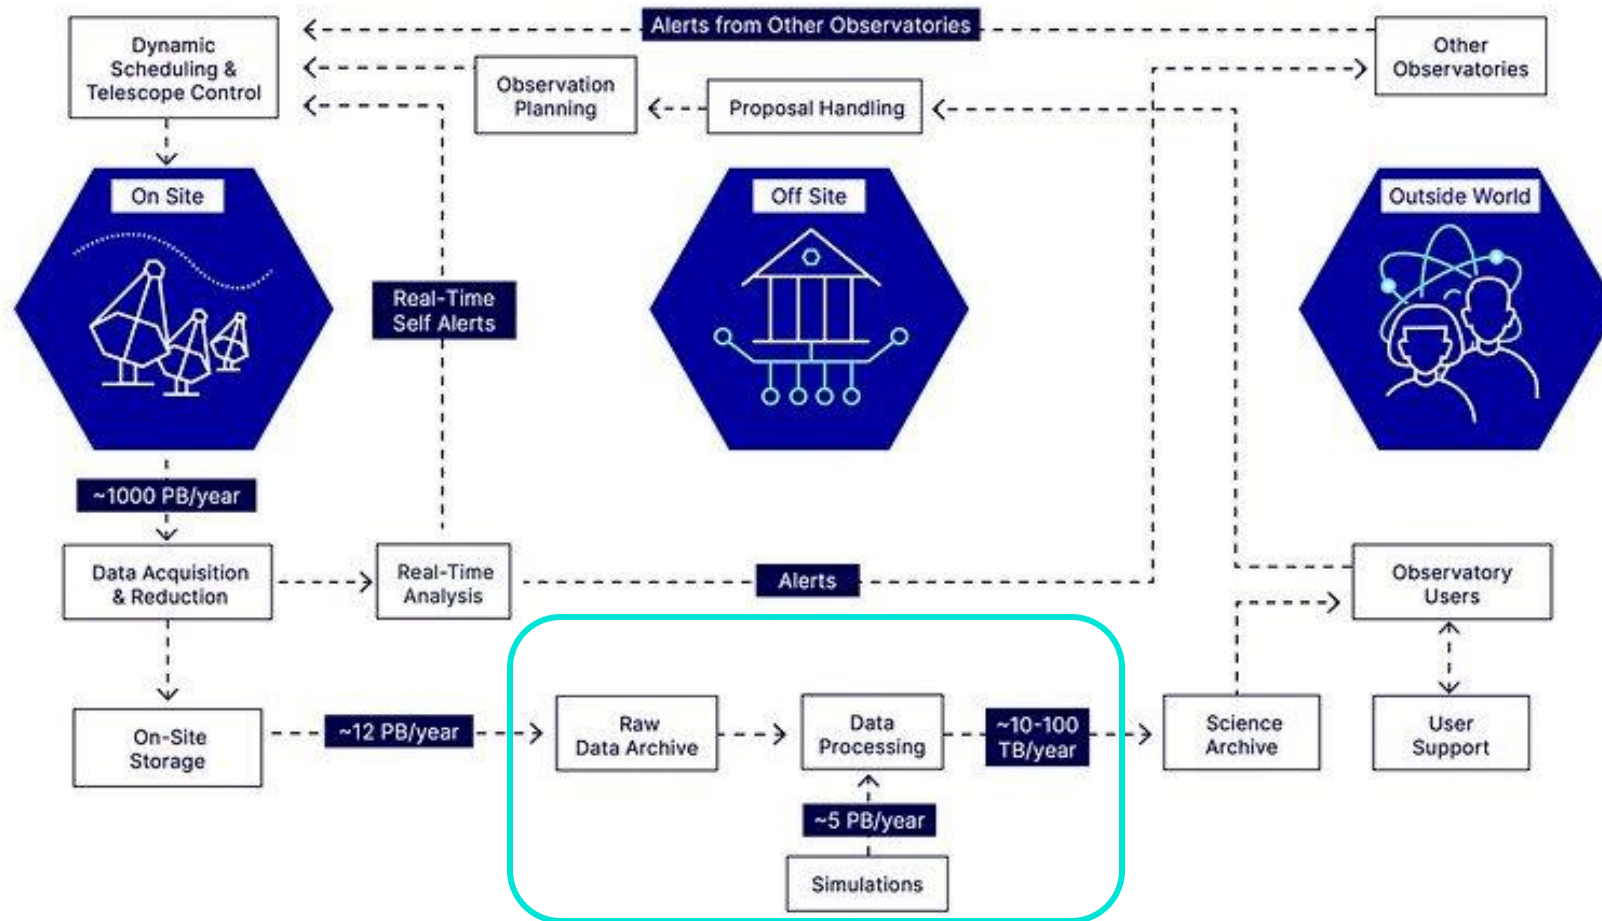 Alerts from Other Observatories
Dynamic
Scheduling &
Telescope Control
Other
Observatories
Observation
Planning
Proposal Handling
On Site
Off Site
Outside World
Real-Time
Self Alerts
~1000 PB/year
Data Acquisition
& Reduction
Real-Time
Analysis
Alerts
Observatory
Users
On-Site
Storage
~12 PB/year
Raw
Data Archive
Data
Processing
~10-100
TB/year
Science
Archive
User
Support
~5 PB/year
Simulations